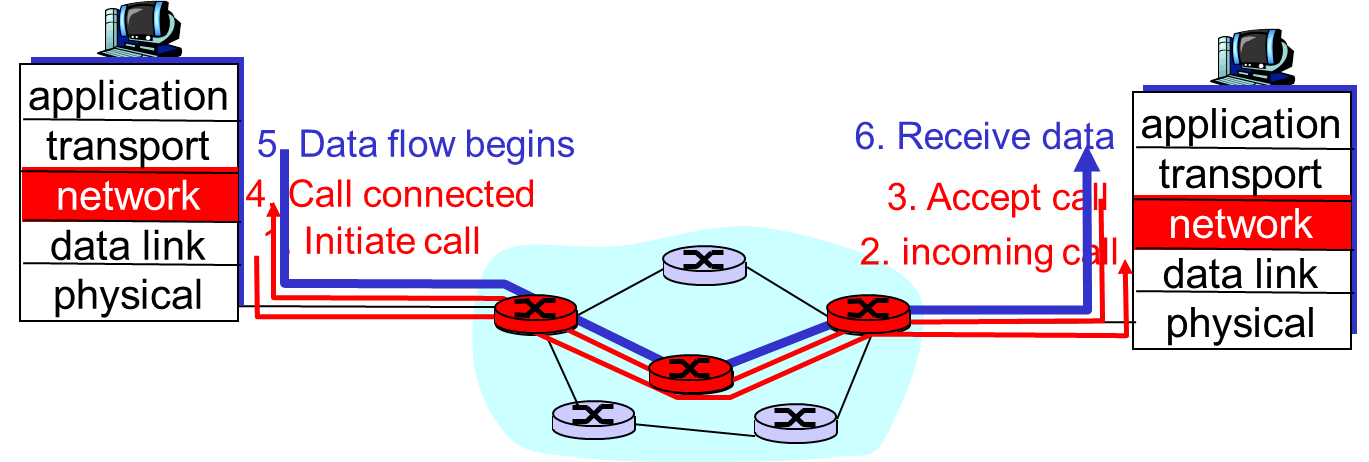 application
transport
network
data link
physical
5. Data flow begins
4. Call connected
1. Initiate call
6. Receive data
3. Accept call
2. incoming call
application
transport
network
data link
physical